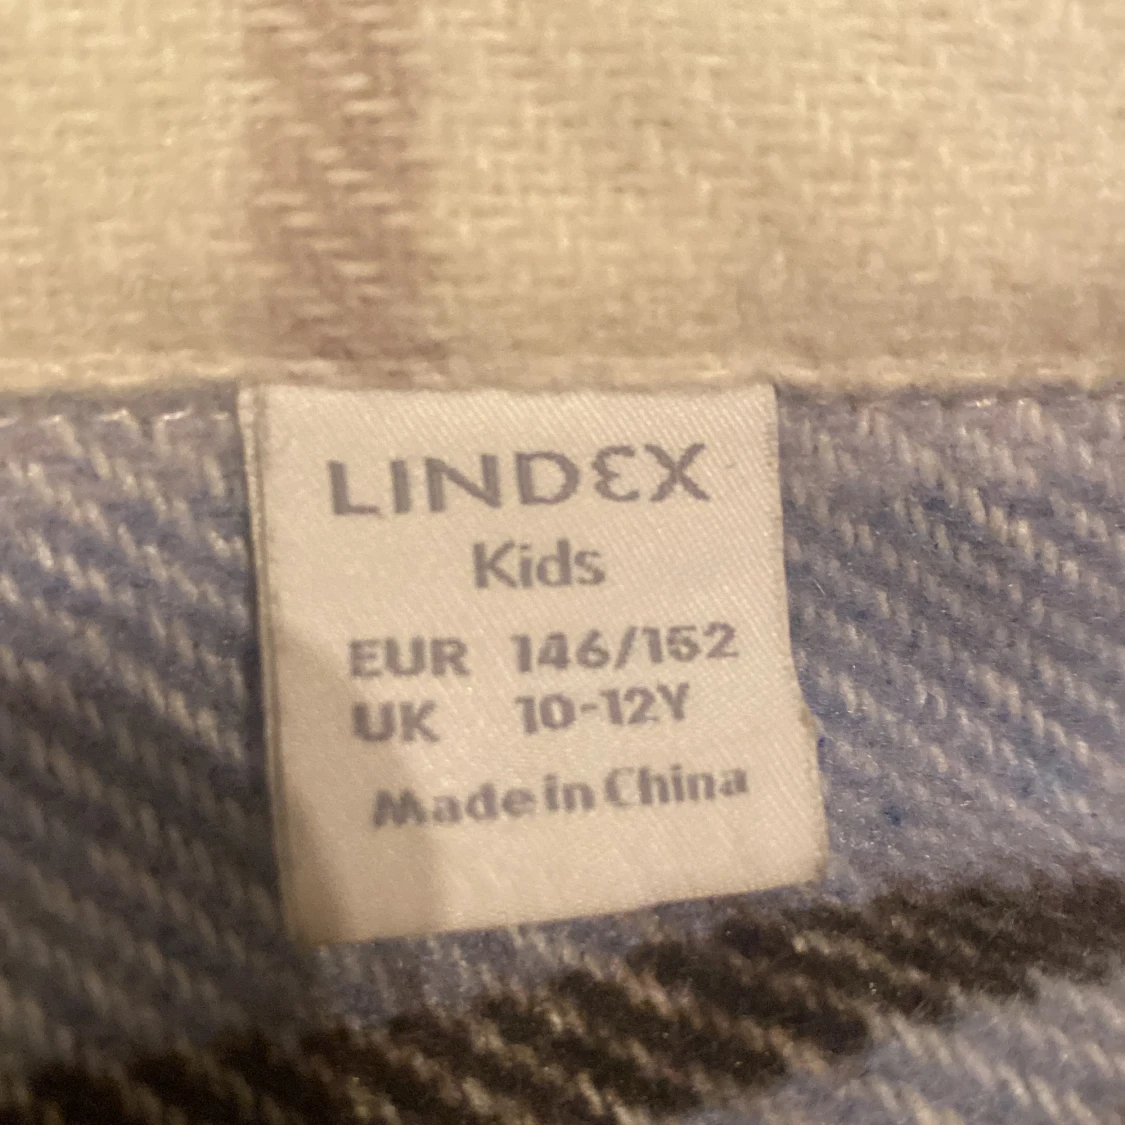 LINDEX
Kids
EUR 146/152
UK 10-12Y
Made in China